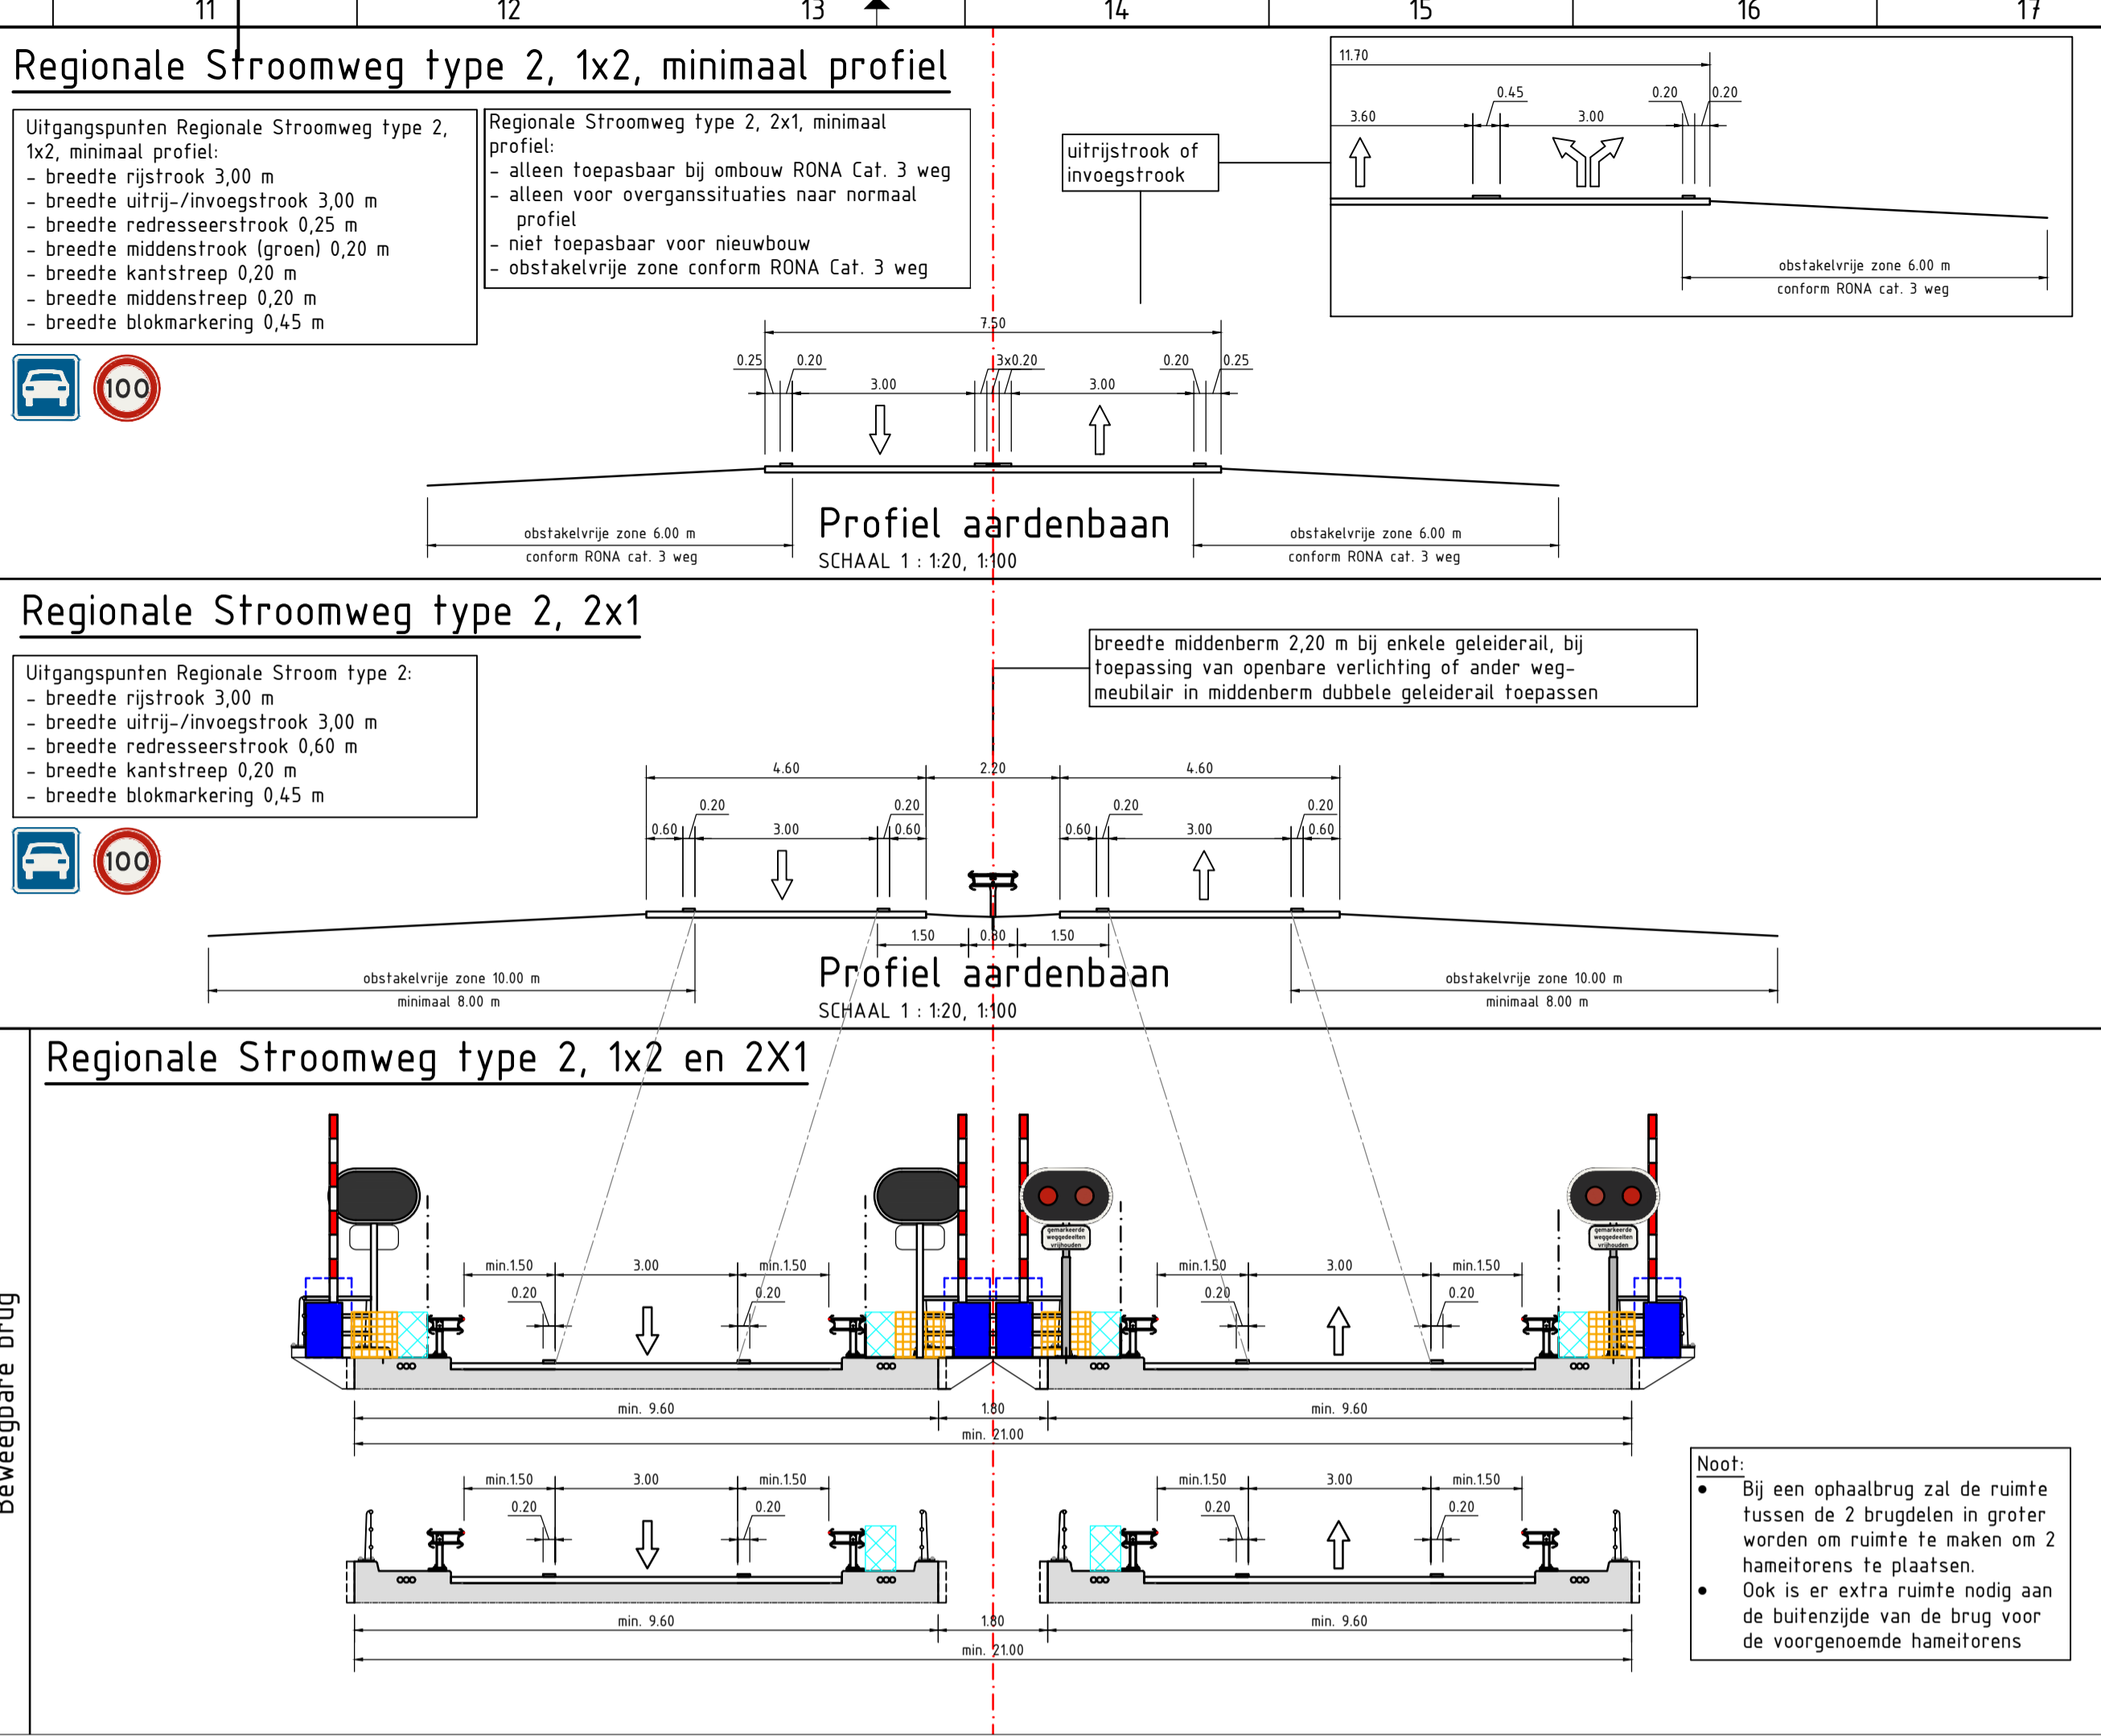 11 12 13 14 15 16 17
Regionale Stroomweg type 2, 1x2, minimaal profiel
Uitgangspunten Regionale Stroomweg type 2,
1x2, minimaal profiel:
- breedte rijstrook 3,00 m
- breedte uitrij-/invoegstrook 3,00 m
- breedte redresseerstrook 0,25 m
- breedte middenstrook (groen) 0,20 m
- breedte kantstreep 0,20 m
- breedte middenstreep 0,20 m
- breedte blokmarkering 0,45 m
Regionale Stroomweg type 2, 2x1, minimaal
profiel:
- alleen toepasbaar bij ombouw RONA Cat. 3 weg
- alleen voor overganssituaties naar normaal
profiel
- niet toepasbaar voor nieuwbouw
- obstakelvrije zone conform RONA Cat. 3 weg
uitrijstrook of
invoegstrook
11.70
0.45 0.20 0.20
3.60 3.00
obstakelvrije zone 6.00 m
conform RONA cat. 3 weg
100
7.50
0.25 0.20 3x0.20 0.20 0.25
3.00 3.00
obstakelvrije zone 6.00 m
conform RONA cat. 3 weg
Profiel aardenbaan
SCHAAL 1 : 1:20, 1:100
obstakelvrije zone 6.00 m
conform RONA cat. 3 weg
Regionale Stroomweg type 2, 2x1
Uitgangspunten Regionale Stroom type 2:
- breedte rijstrook 3,00 m
- breedte uitrij-/invoegstrook 3,00 m
- breedte redresseerstrook 0,60 m
- breedte kantstreep 0,20 m
- breedte blokmarkering 0,45 m
100
breedte middenberm 2,20 m bij enkele geleiderail, bij
toepassing van openbare verlichting of ander weg-
meubilair in middenberm dubbele geleiderail toepassen
4.60 2.20 4.60
0.20 0.20 0.20 0.20
0.60 3.00 0.60 0.60 3.00 0.60
1.50 0.80 1.50
obstakelvrije zone 10.00 m
minimaal 8.00 m
Profiel aardenbaan
SCHAAL 1 : 1:20, 1:100
obstakelvrije zone 10.00 m
minimaal 8.00 m
Beweegbare brug
Regionale Stroomweg type 2, 1x2 en 2X1
gemarkeerde
weggedeelten
vrijhouden
gemarkeerde
weggedeelten
vrijhouden
min.1.50 3.00 min.1.50 min.1.50 3.00 min.1.50
0.20 0.20 0.20 0.20
min. 9.60 1.80 min. 9.60
min. 21.00
min.1.50 3.00 min.1.50 min.1.50 3.00 min.1.50
0.20 0.20 0.20 0.20
min. 9.60 1.80 min. 9.60
min. 21.00
Noot:
● Bij een ophaalbrug zal de ruimte
tussen de 2 brugdelen in groter
worden om ruimte te maken om 2
hameitorens te plaatsen.
● Ook is er extra ruimte nodig aan
de buitenzijde van de brug voor
de voorgenoemde hameitorens